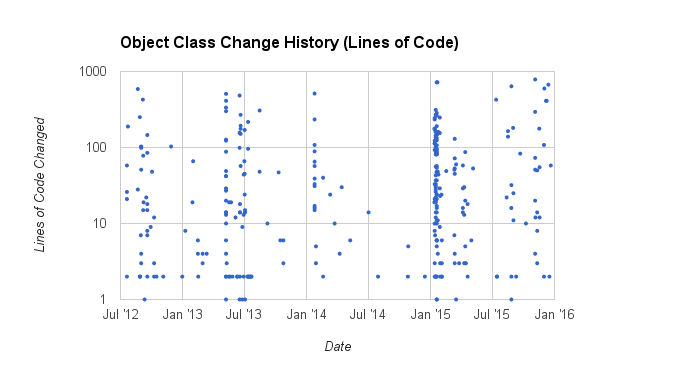 Object Class Change History (Lines of Code)
1000
100
10
1
Lines of Code Changed
Jul '12 Jan '13 Jul '13 Jan '14 Jul '14 Jan '15 Jul '15 Jan '16
Date